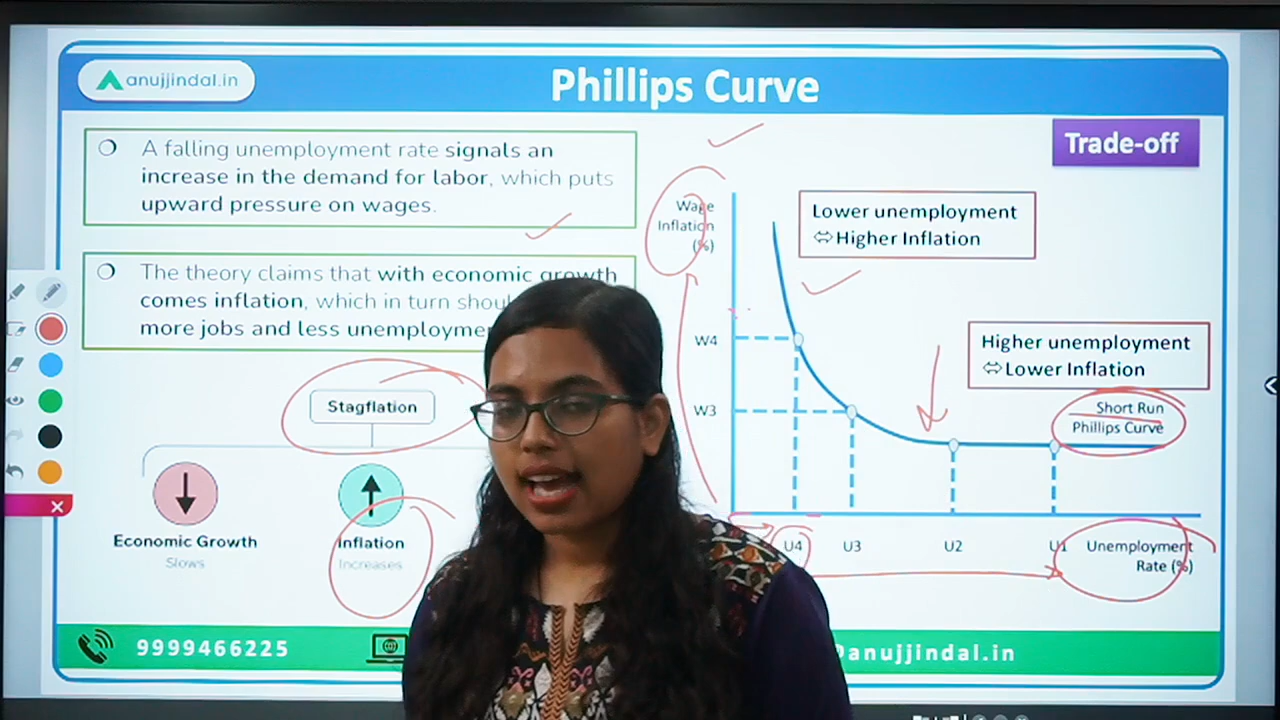 anujjindal.in
Phillips Curve
Trade-off
A falling unemployment rate signals an
increase in the demand for labor, which puts
upward pressure on wages.
The theory claims that with economic growth
comes inflation, which in turn
more jobs and less
Stagflation
Economic Growth
Slows
Inflation
Increases
Wage
Inflation
(%)
Lower unemployment
⇔ Higher Inflation
Higher unemployment
⇔ Lower Inflation
Short Run
Phillips Curve
W4
W3
U4
U3
U2
U1
Unemployment
Rate (%)
9999466225
@anujjindal.in